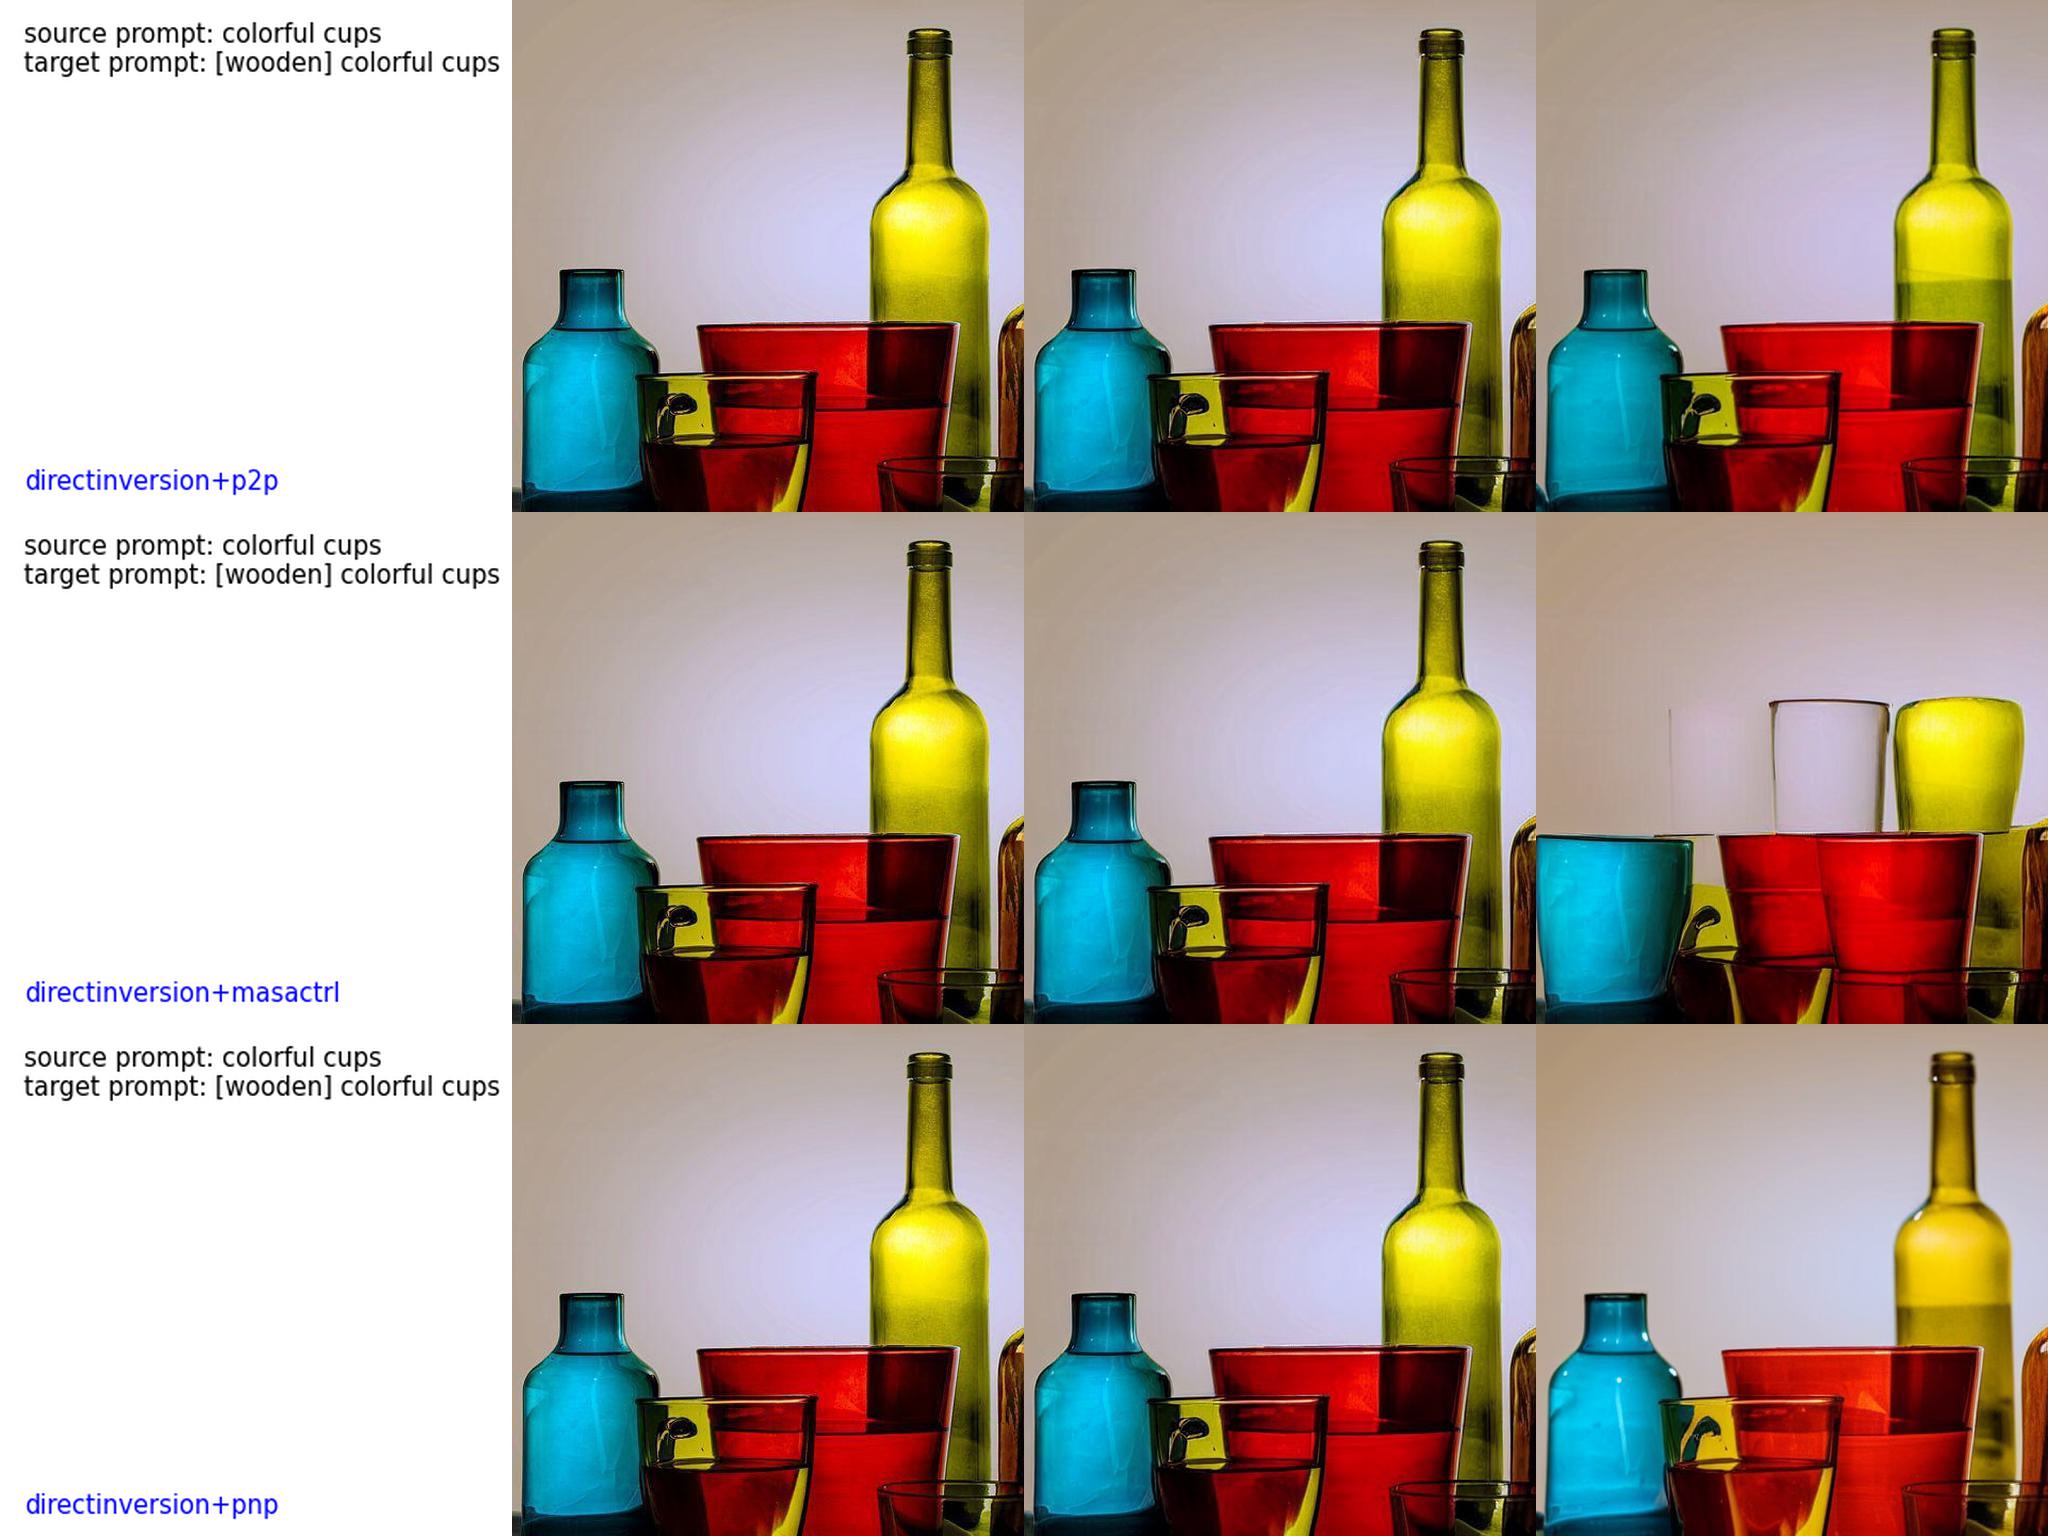 source prompt: colorful cups
target prompt: [wooden] colorful cups
directinversion+p2p
source prompt: colorful cups
target prompt: [wooden] colorful cups
directinversion+masactrl
source prompt: colorful cups
target prompt: [wooden] colorful cups
directinversion+pnp